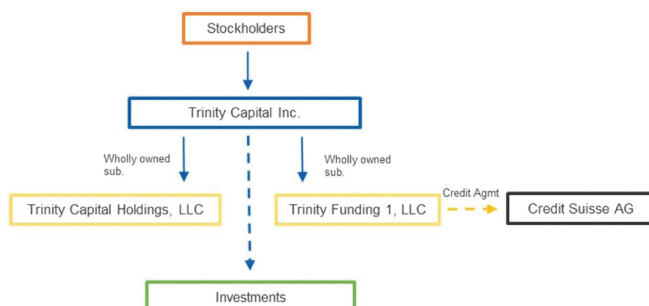 Stockholders
Trinity Capital Inc.
Wholly owned
sub.
Wholly owned
sub.
Credit Agmt
Trinity Capital Holdings, LLC
Trinity Funding 1, LLC
Credit Suisse AG
Investments